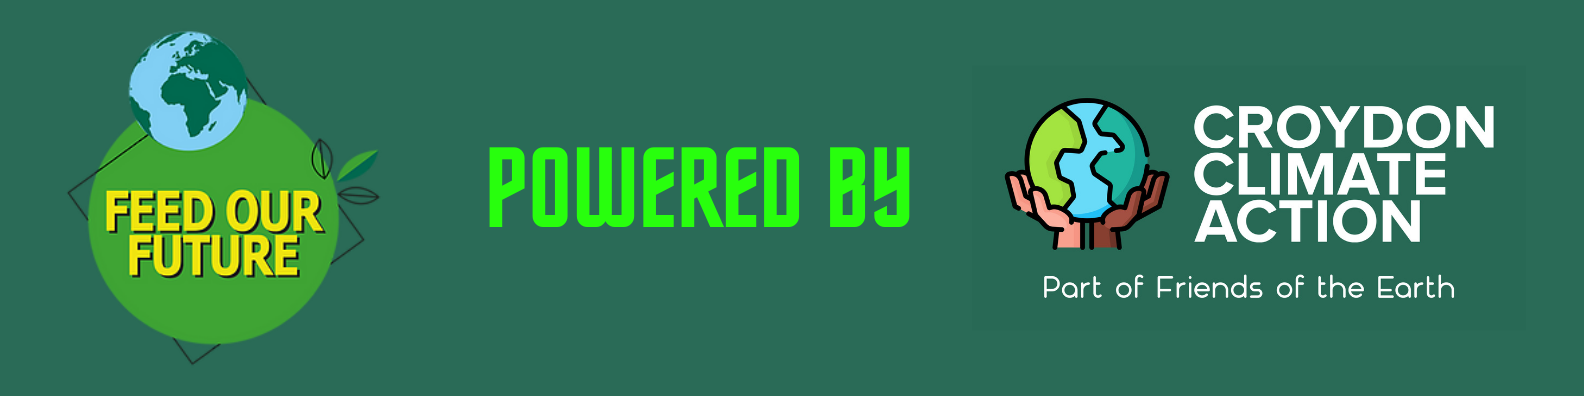 FEED OUR
FUTURE
POWERED BY
CROYDON
CLIMATE
ACTION
Part of Friends of the Earth